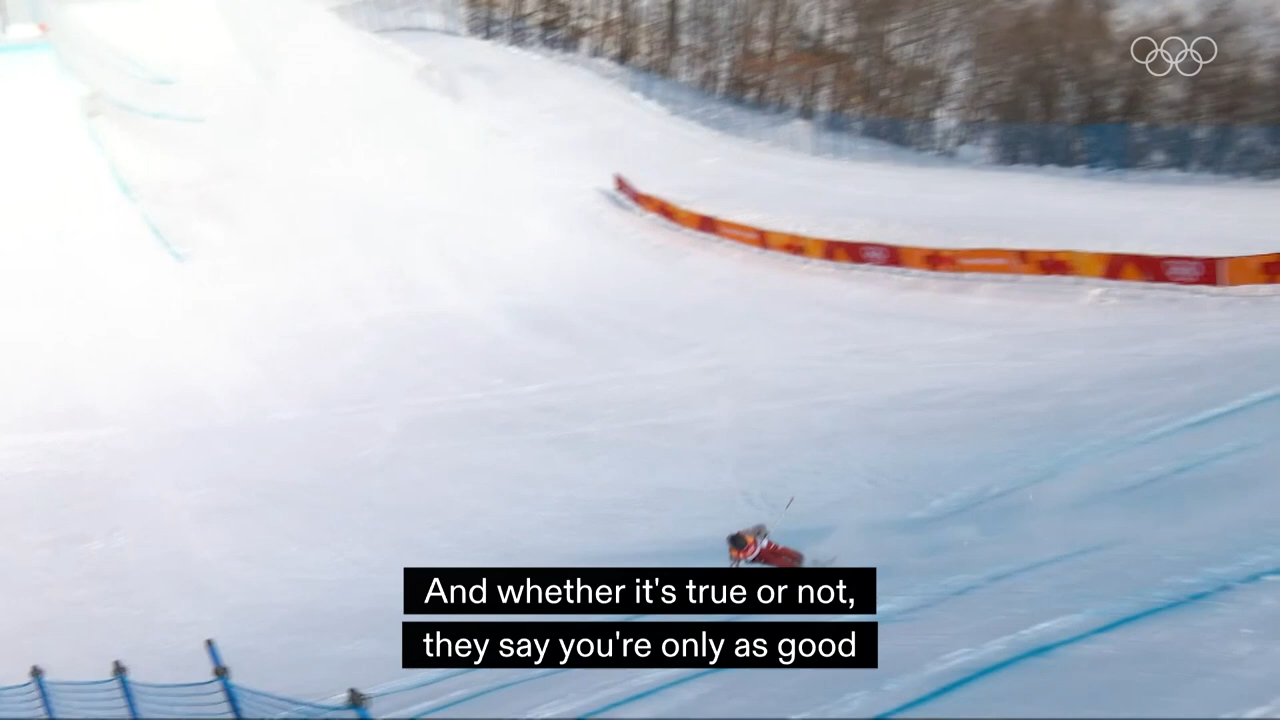 And whether it's true or not,
they say you're only as good